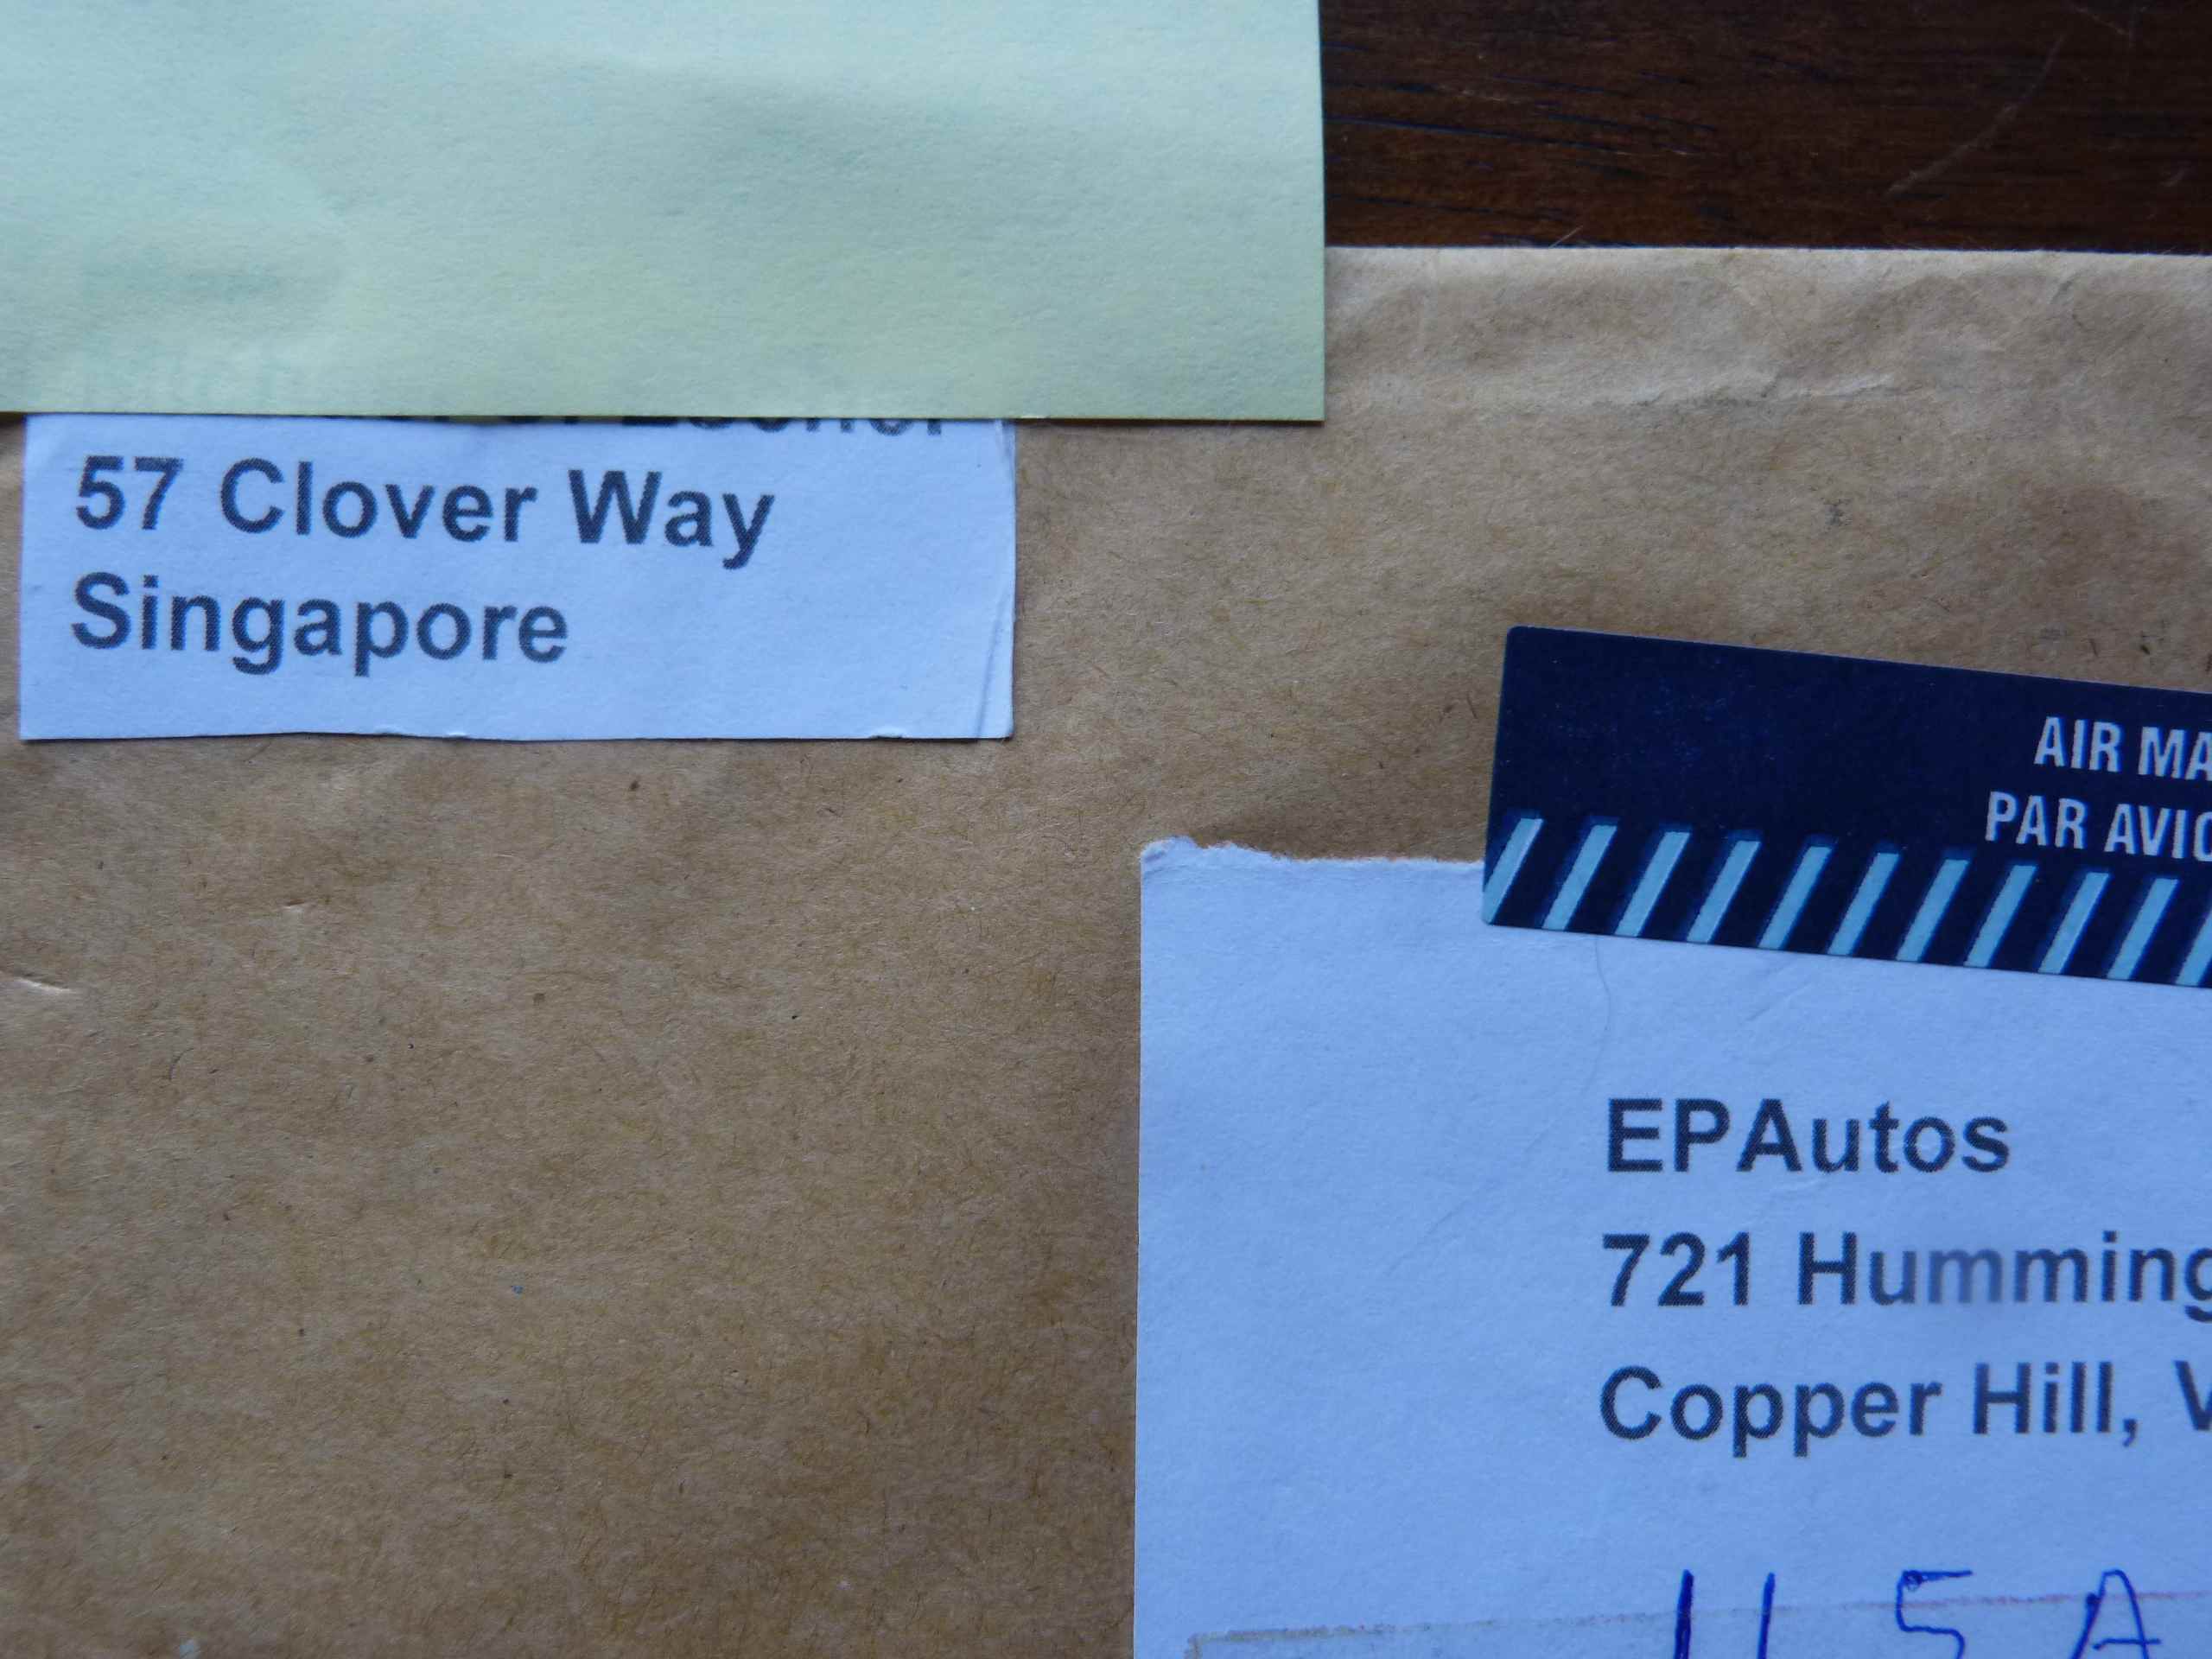 57 Clover Way
Singapore
AIR MA
PAR AVIO
EPAutos
721 Humming
Copper Hill, V
USA